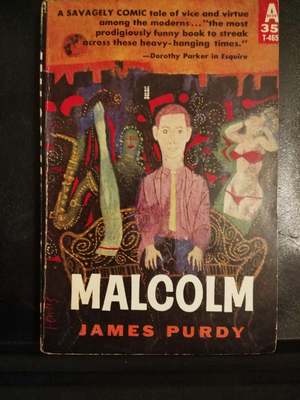 A SAVAGELY COMIC tale of vice and virtue
among the moderns..."the most
prodigiously funny book to streak
across these heavy-hanging times."
—Dorothy Parker in Esquire
A
35
T-465
MALCOLM
JAMES PURDY